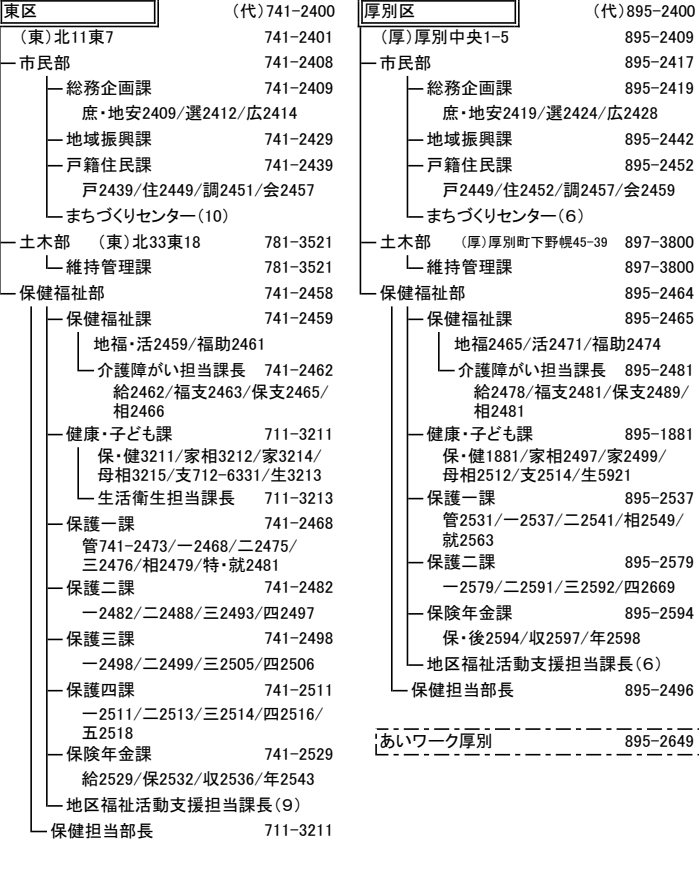 東区 (代)741-2400
(東)北11東7 741-2401
市民部 741-2408
総務企画課 741-2409
庶・地安2409/選2412/広2414
地域振興課 741-2429
戸籍住民課 741-2439
戸2439/住2449/調2451/会2457
まちづくりセンター(10)
土木部 (東)北33東18 781-3521
維持管理課 781-3521
保健福祉部 741-2458
保健福祉課 741-2459
地福・活2459/福助2461
介護障がい担当課長 741-2462
給2462/福支2463/保支2465/
相2466
健康・子ども課 711-3211
保・健3211/家相3212/家3214/
母相3215/支712-6331/生3213
生活衛生担当課長 711-3213
保護一課 741-2468
管741-2473/一2468/二2475/
三2476/相2479/特・就2481
保護二課 741-2482
一2482/二2488/三2493/四2497
保護三課 741-2498
一2498/二2499/三2505/四2506
保護四課 741-2511
一2511/二2513/三2514/四2516/
五2518
保険年金課 741-2529
給2529/保2532/収2536/年2543
地区福祉活動支援担当課長(9)
保健担当部長 711-3211
厚別区 (代)895-2400
(厚)厚別中央1-5 895-2409
市民部 895-2417
総務企画課 895-2419
庶・地安2419/選2424/広2428
地域振興課 895-2442
戸籍住民課 895-2452
戸2449/住2452/調2457/会2459
まちづくりセンター(6)
土木部 (厚)厚別町下野幌45-39 897-3800
維持管理課 897-3800
保健福祉部 895-2464
保健福祉課 895-2465
地福2465/活2471/福助2474
介護障がい担当課長 895-2481
給2478/福支2481/保支2489/
相2481
健康・子ども課 895-1881
保・健1881/家相2497/家2499/
母相2512/支2514/生5921
保護一課 895-2537
管2531/一2537/二2541/相2549/
就2563
保護二課 895-2579
一2579/二2591/三2592/四2669
保険年金課 895-2594
保・後2594/収2597/年2598
地区福祉活動支援担当課長(6)
保健担当部長 895-2496
あいワーク厚別 895-2649